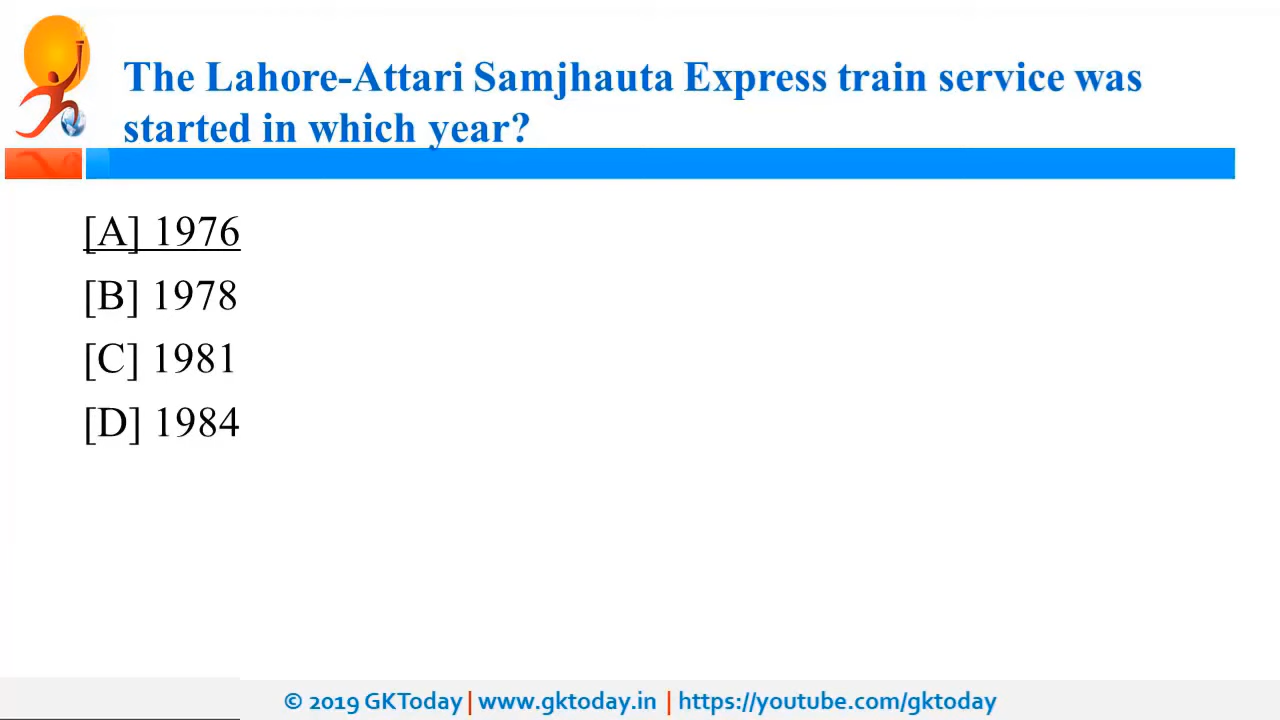 The Lahore-Attari Samjhauta Express train service was
started in which year?
[A] 1976
[B] 1978
[C] 1981
[D] 1984
© 2019 GKToday | www.gktoday.in | https://youtube.com/gktoday